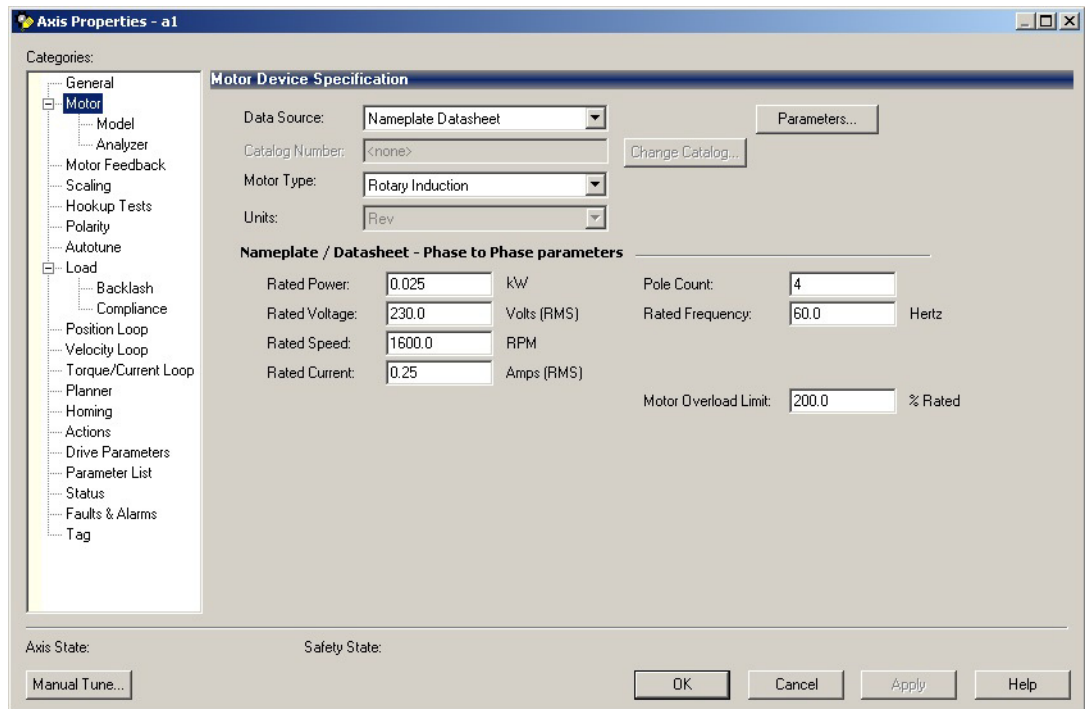 Axis Properties - a1
Categories:
General
Motor
Model
Analyzer
Motor Feedback
Scaling
Hookup Tests
Polarity
Autotune
Load
Backlash
Compliance
Position Loop
Velocity Loop
Torque/Current Loop
Planner
Homing
Actions
Drive Parameters
Parameter List
Status
Faults & Alarms
Tag
Motor Device Specification
Data Source: Nameplate Datasheet Parameters...
Catalog Number: <none> Change Catalog...
Motor Type: Rotary Induction
Units: Rev
Nameplate / Datasheet - Phase to Phase parameters
Rated Power: 0.025 kW Pole Count: 4
Rated Voltage: 230.0 Volts (RMS) Rated Frequency: 60.0 Hertz
Rated Speed: 1600.0 RPM
Rated Current: 0.25 Amps (RMS)
Motor Overload Limit: 200.0 % Rated
Axis State: Safety State:
Manual Tune... OK Cancel Apply Help